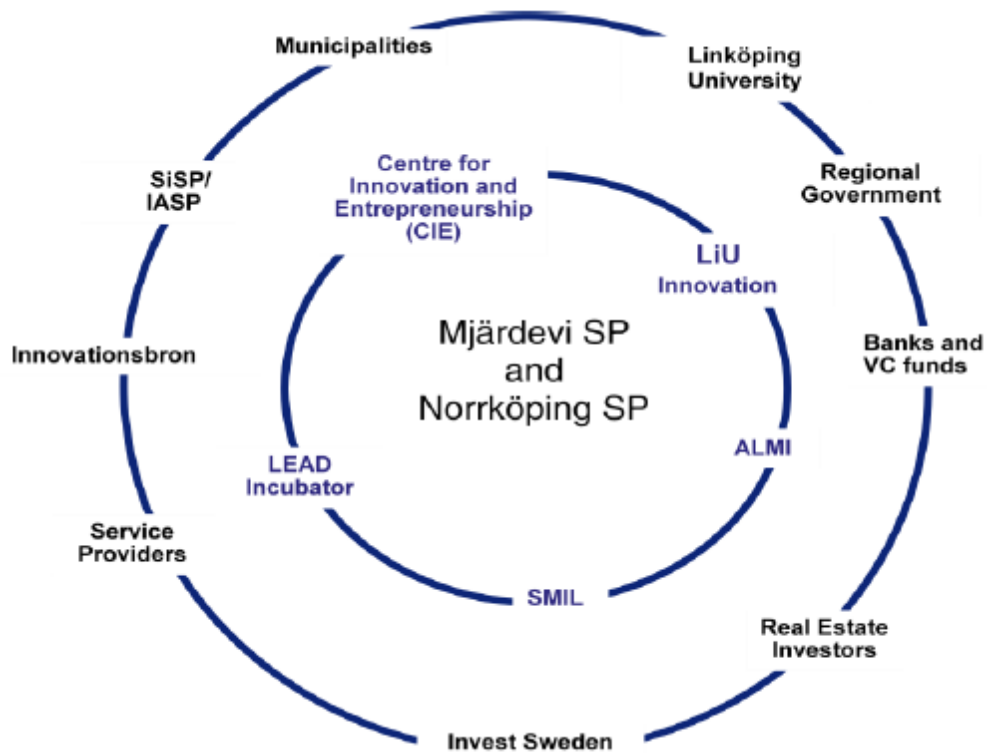 Municipalities
Linköping
University
Centre for
Innovation and
Entrepreneurship
(CIE)
SiSP/
IASP
Regional
Government
LiU
Innovation
Mjärdevi SP
and
Norrköping SP
Innovationsbron
Banks and
VC funds
LEAD
Incubator
ALMI
Service
Providers
SMIL
Real Estate
Investors
Invest Sweden